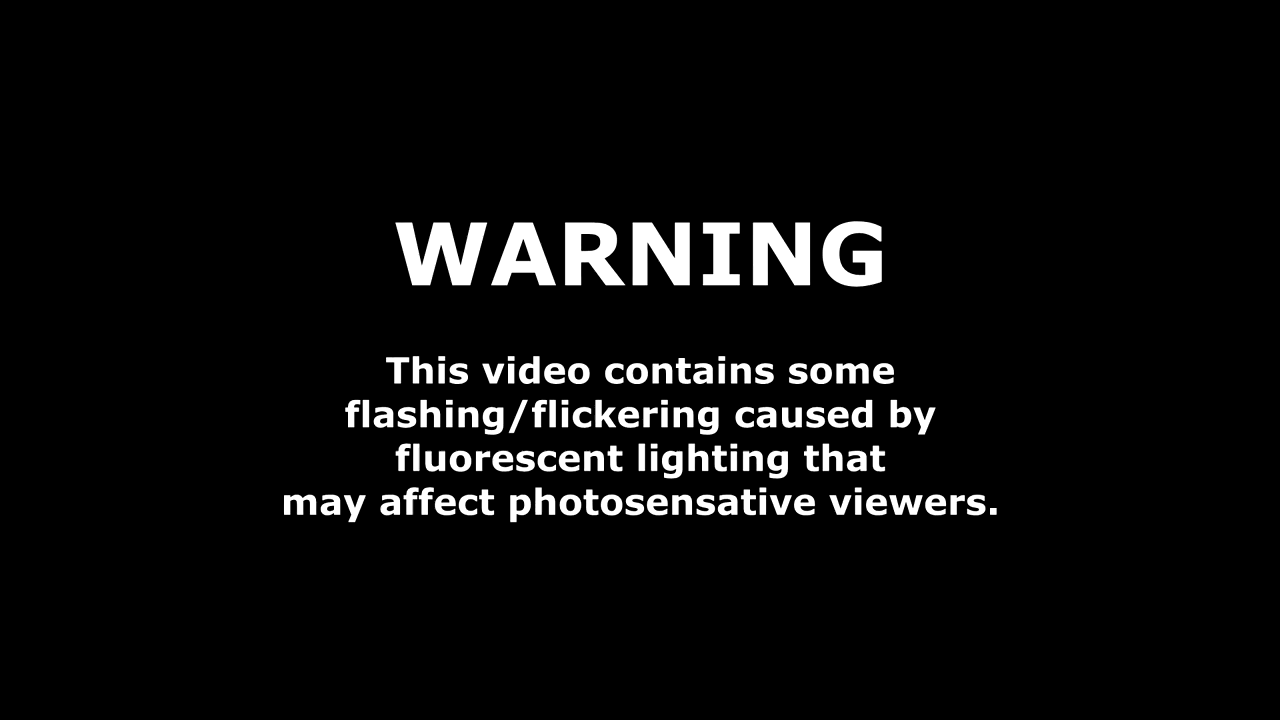 WARNING
This video contains some
flashing/flickering caused by
fluorescent lighting that
may affect photosensative viewers.